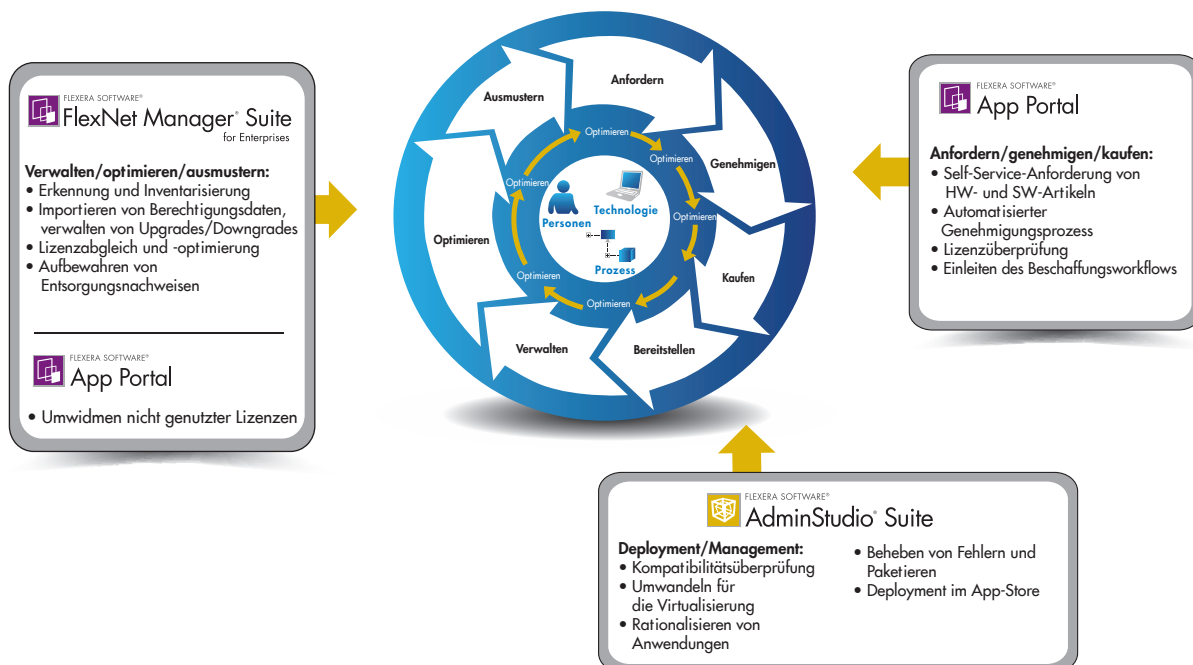 FLEXERA SOFTWARE®
FlexNet Manager® Suite
for Enterprises
Verwalten/optimieren/ausmustern:
• Erkennung und Inventarisierung
• Importieren von Berechtigungsdaten,
verwalten von Upgrades/Downgrades
• Lizenzabgleich und -optimierung
• Aufbewahren von
Entsorgungsnachweisen
FLEXERA SOFTWARE®
App Portal
• Umwidmen nicht genutzter Lizenzen
Anfordern
Genehmigen
Kaufen
Bereitstellen
Verwalten
Optimieren
Ausmustern
Optimieren
Optimieren
Optimieren
Optimieren
Optimieren
Optimieren
Personen
Technologie
Prozess
FLEXERA SOFTWARE®
App Portal
Anfordern/genehmigen/kaufen:
• Self-Service-Anforderung von
HW- und SW-Artikeln
• Automatisierter
Genehmigungsprozess
• Lizenzüberprüfung
• Einleiten des Beschaffungsworkflows
FLEXERA SOFTWARE®
AdminStudio® Suite
Deployment/Management:
• Kompatibilitätsüberprüfung
• Umwandeln für
die Virtualisierung
• Rationalisieren von
Anwendungen
• Beheben von Fehlern und
Paketieren
• Deployment im App-Store